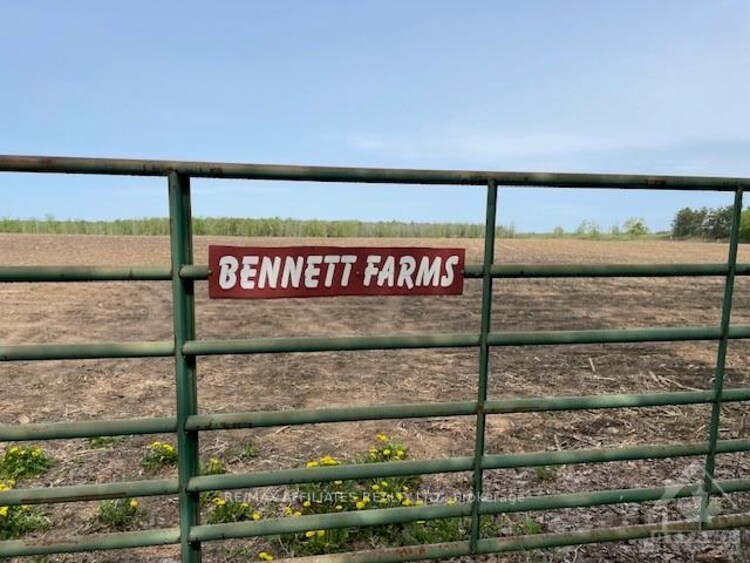 BENNETT FARMS
RE/MAX AFFILIATES REALTY LTD., Brokerage